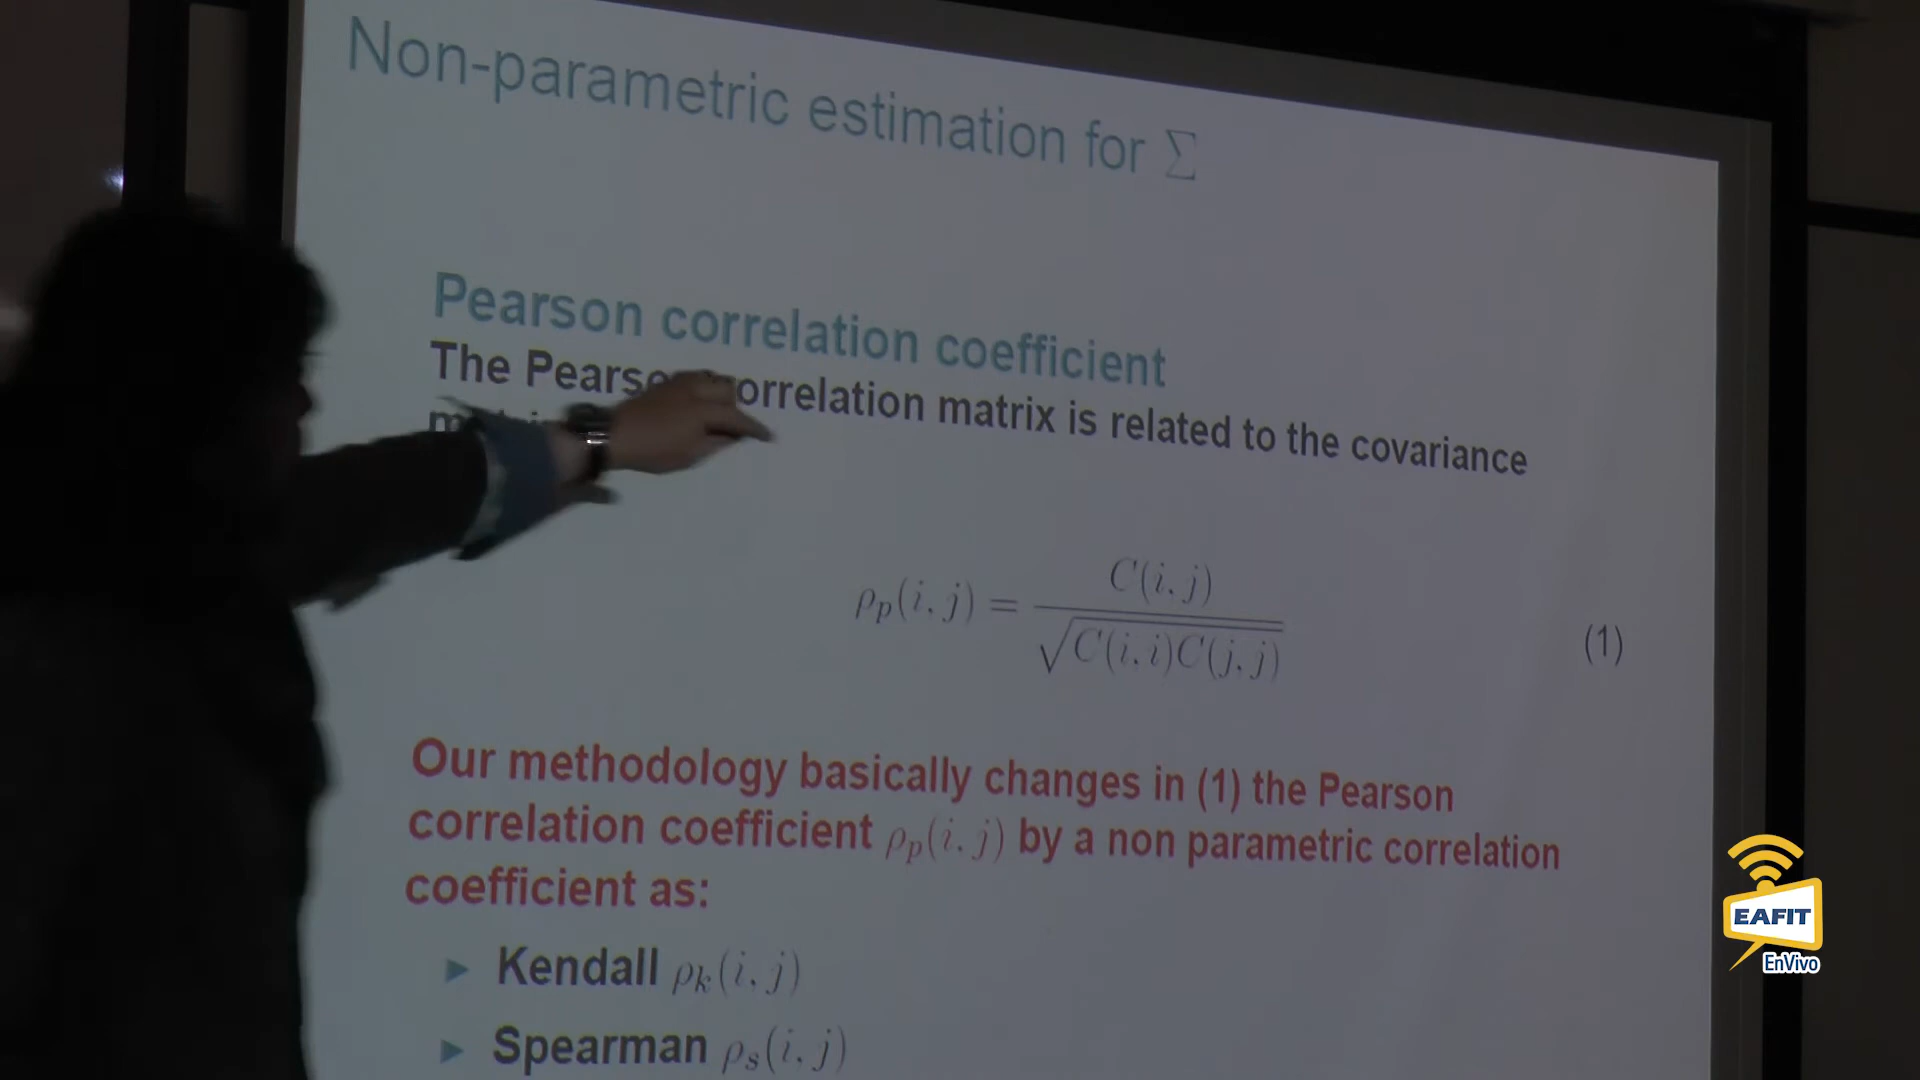 Non-parametric estimation for Σ
Pearson correlation coefficient
The Pearson correlation matrix is related to the covariance
ρp(i, j) = C(i, j) / √C(i, i)C(j, j) (1)
Our methodology basically changes in (1) the Pearson
correlation coefficient ρp(i, j) by a non parametric correlation
coefficient as:
► Kendall ρk(i, j)
► Spearman ρs(i, j)
EAFIT
EnVivo